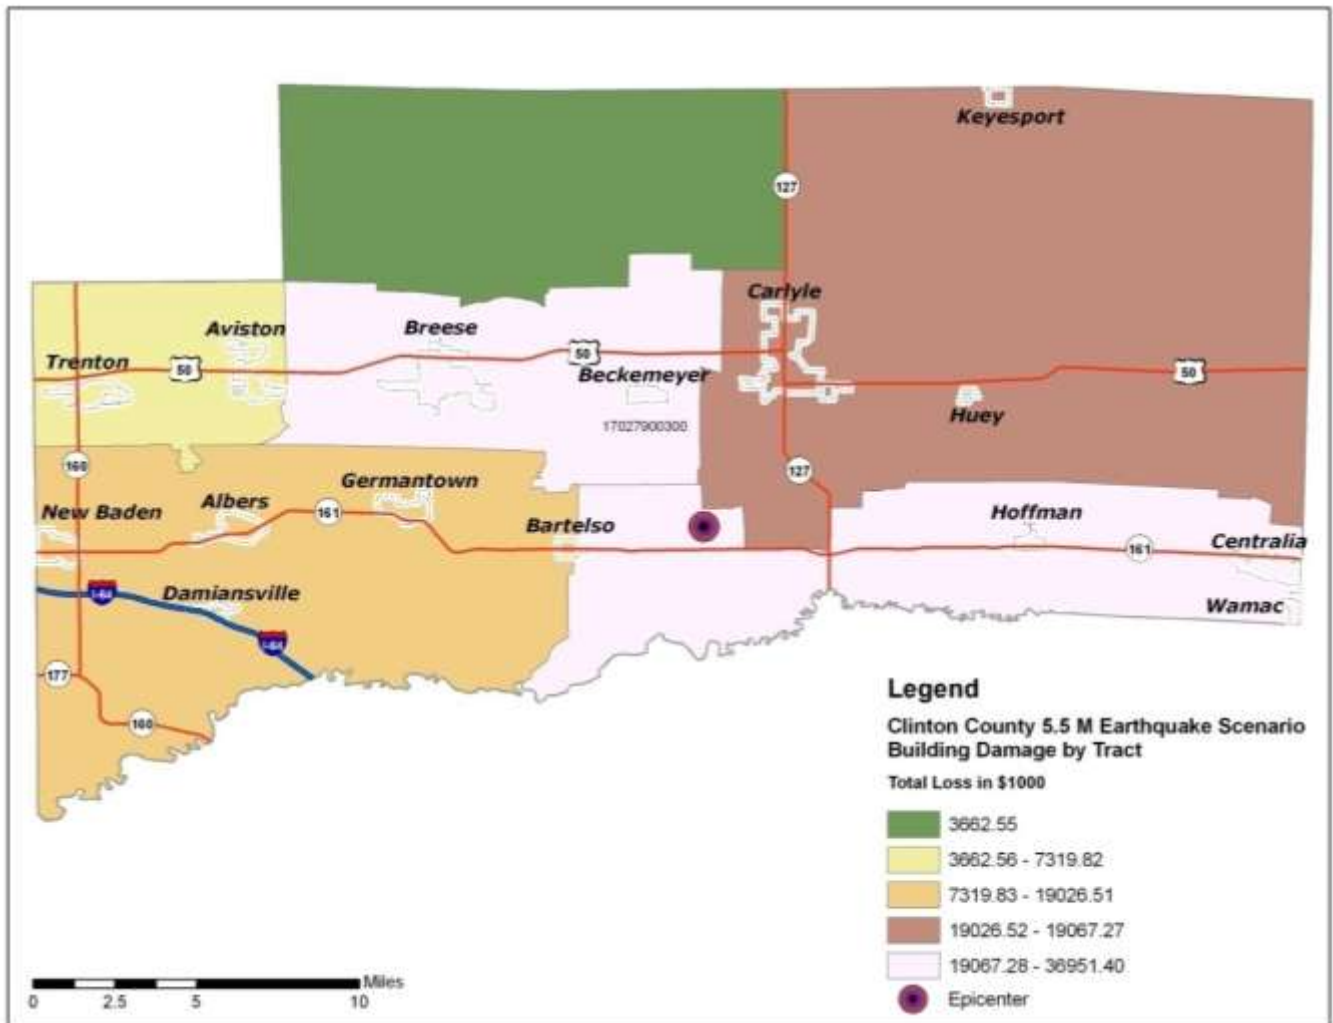 Keyesport
127
Carlyle
Aviston
Breese
50
Trenton
50
50
Beckemeyer
Huey
17027900300
160
127
Germantown
Albers
161
New Baden
Bartelso
Hoffman
161
Centralia
I-64
Damiansville
Wamac
I-64
177
160
Legend
Clinton County 5.5 M Earthquake Scenario
Building Damage by Tract
Total Loss in $1000
3662.55
3662.56 - 7319.82
7319.83 - 19026.51
19026.52 - 19067.27
19067.28 - 36951.40
Epicenter
Miles
0 2.5 5 10